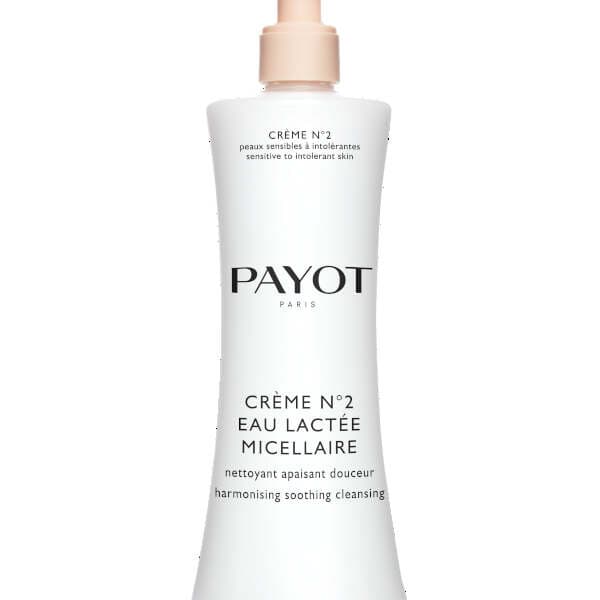 CRÈME N°2
peaux sensibles à intolérantes
sensitive to intolerant skin
PAYOT
PARIS
CRÈME N°2
EAU LACTÉE
MICELLAIRE
nettoyant apaisant douceur
harmonising soothing cleansing